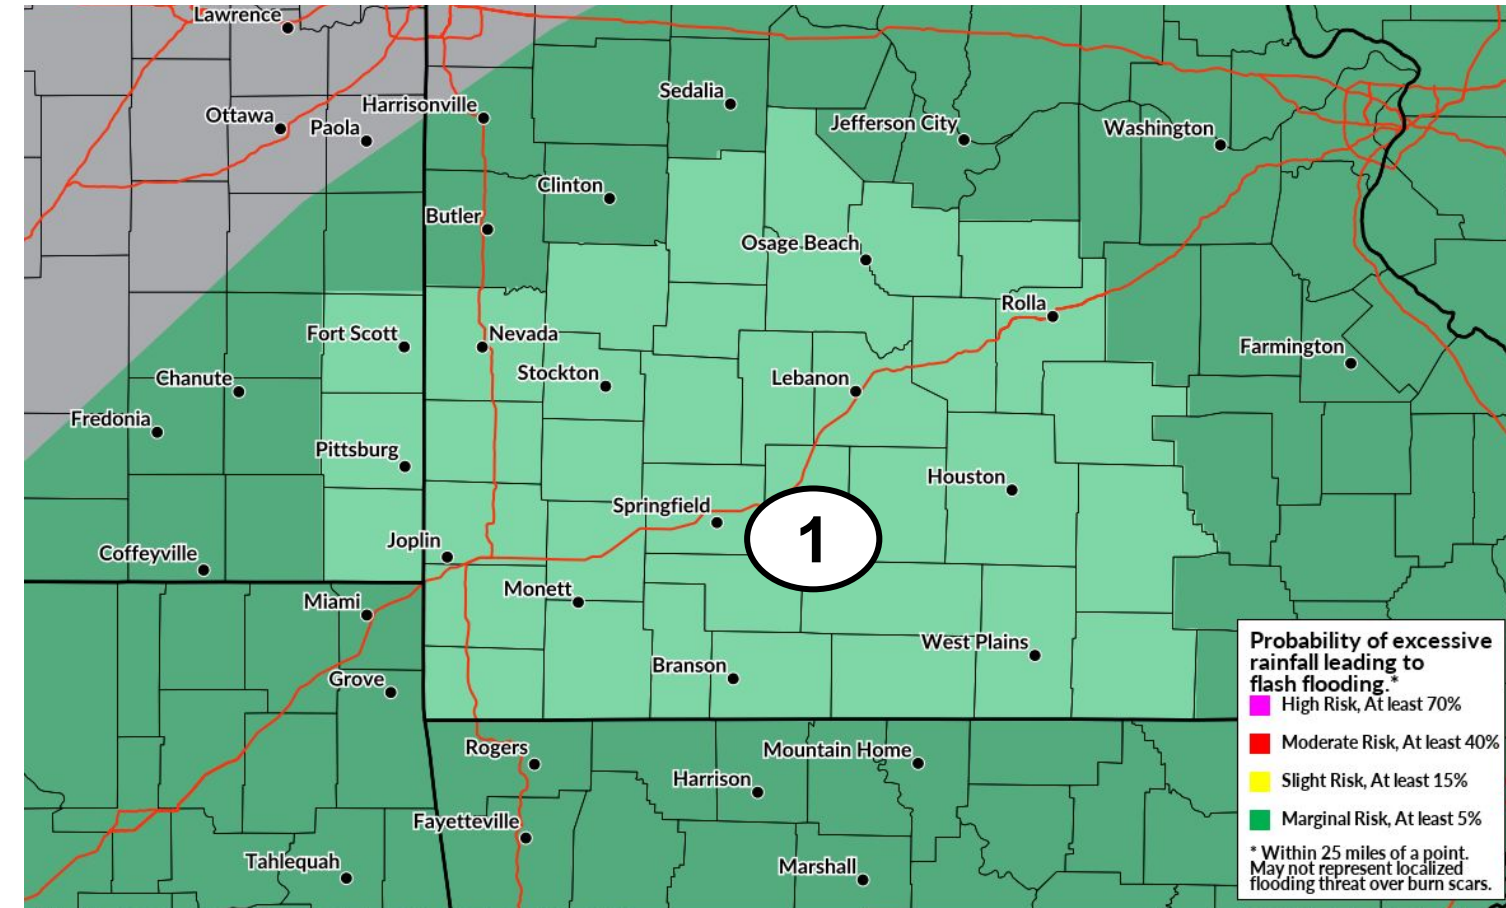 Lawrence
Harrisonville
Sedalia
Ottawa
Paola
Jefferson City
Washington
Clinton
Butler
Osage Beach
Rolla
Fort Scott
Nevada
Farmington
Stockton
Chanute
Lebanon
Fredonia
Pittsburg
Houston
Springfield
1
Joplin
Coffeyville
Monett
Miami
West Plains
Branson
Grove
Rogers
Mountain Home
Harrison
Fayetteville
Tahlequah
Marshall
Probability of excessive
rainfall leading to
flash flooding.*
High Risk, At least 70%
Moderate Risk, At least 40%
Slight Risk, At least 15%
Marginal Risk, At least 5%
* Within 25 miles of a point.
May not represent localized
flooding threat over burn scars.